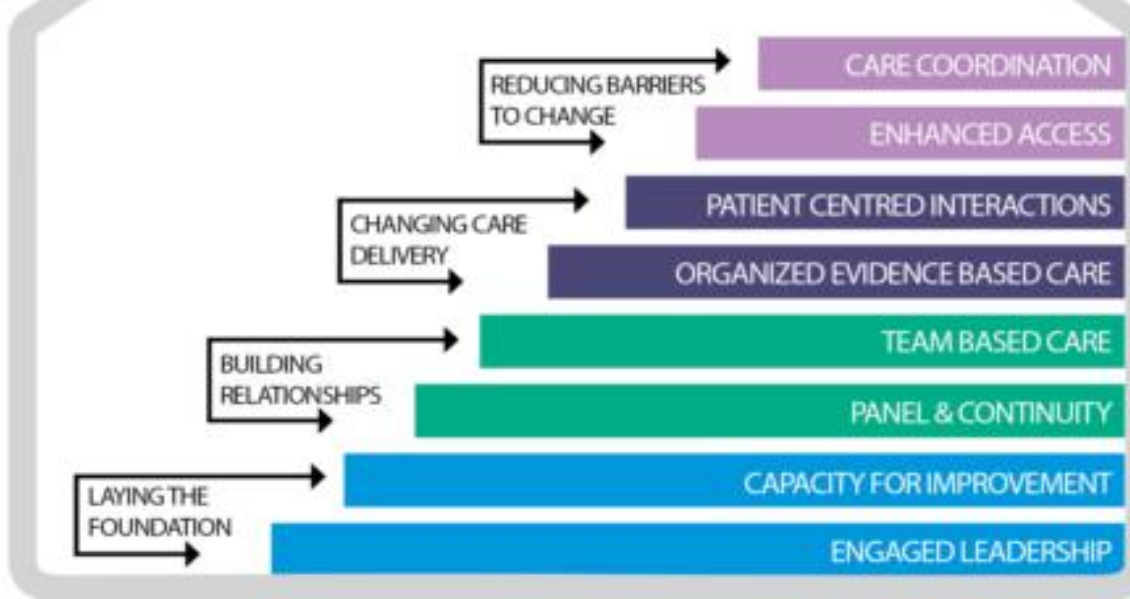 CARE COORDINATION
REDUCING BARRIERS
TO CHANGE
ENHANCED ACCESS
PATIENT CENTRED INTERACTIONS
CHANGING CARE
DELIVERY
ORGANIZED EVIDENCE BASED CARE
TEAM BASED CARE
BUILDING
RELATIONSHIPS
PANEL & CONTINUITY
CAPACITY FOR IMPROVEMENT
LAYING THE
FOUNDATION
ENGAGED LEADERSHIP